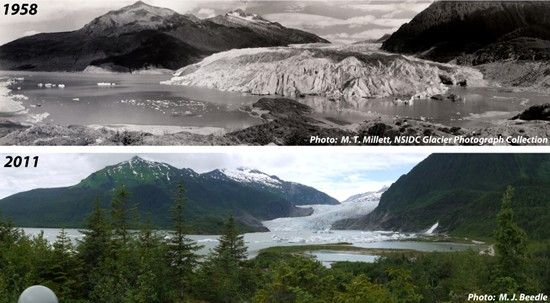 1958
Photo: M. T. Millett, NSIDC Glacier Photograph Collection
2011
Photo: M. J. Beedle